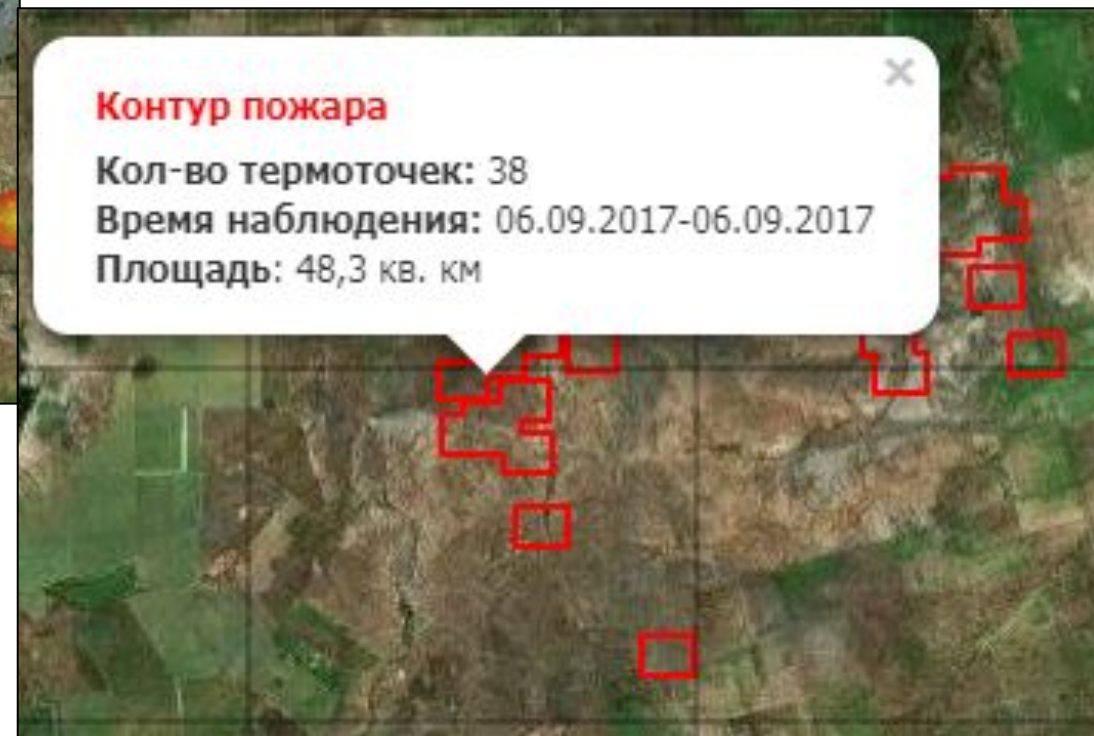 Контур пожара
Кол-во термоточек: 38
Время наблюдения: 06.09.2017-06.09.2017
Площадь: 48,3 кв. км